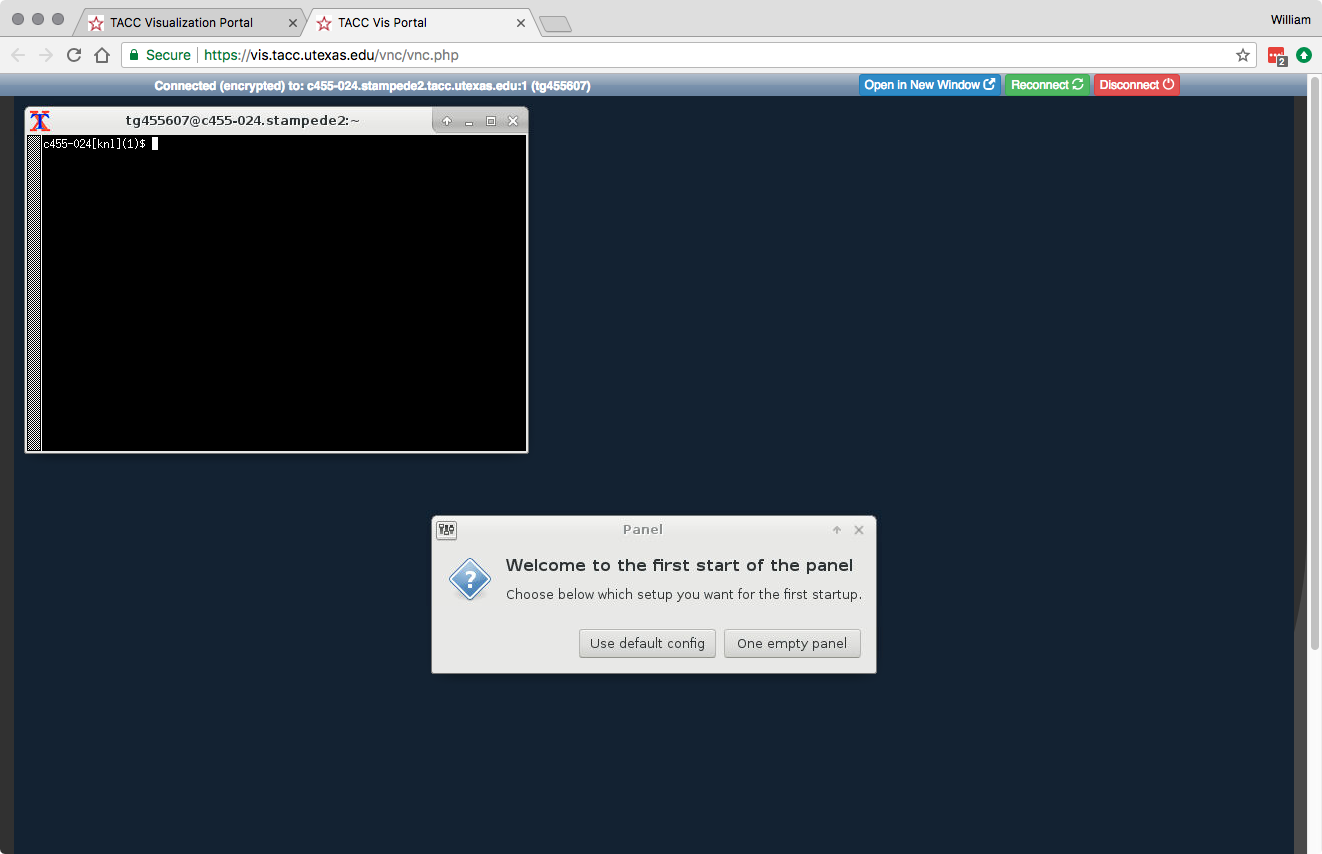 TACC Visualization Portal
TACC Vis Portal
William
Secure
https://vis.tacc.utexas.edu/vnc/vnc.php
2
Connected (encrypted) to: c455-024.stampede2.tacc.utexas.edu:1 (tg455607)
Open in New Window
Reconnect
Disconnect
tg455607@c455-024.stampede2:~
c455-024[knl](1)$
Panel
Welcome to the first start of the panel
Choose below which setup you want for the first startup.
Use default config
One empty panel